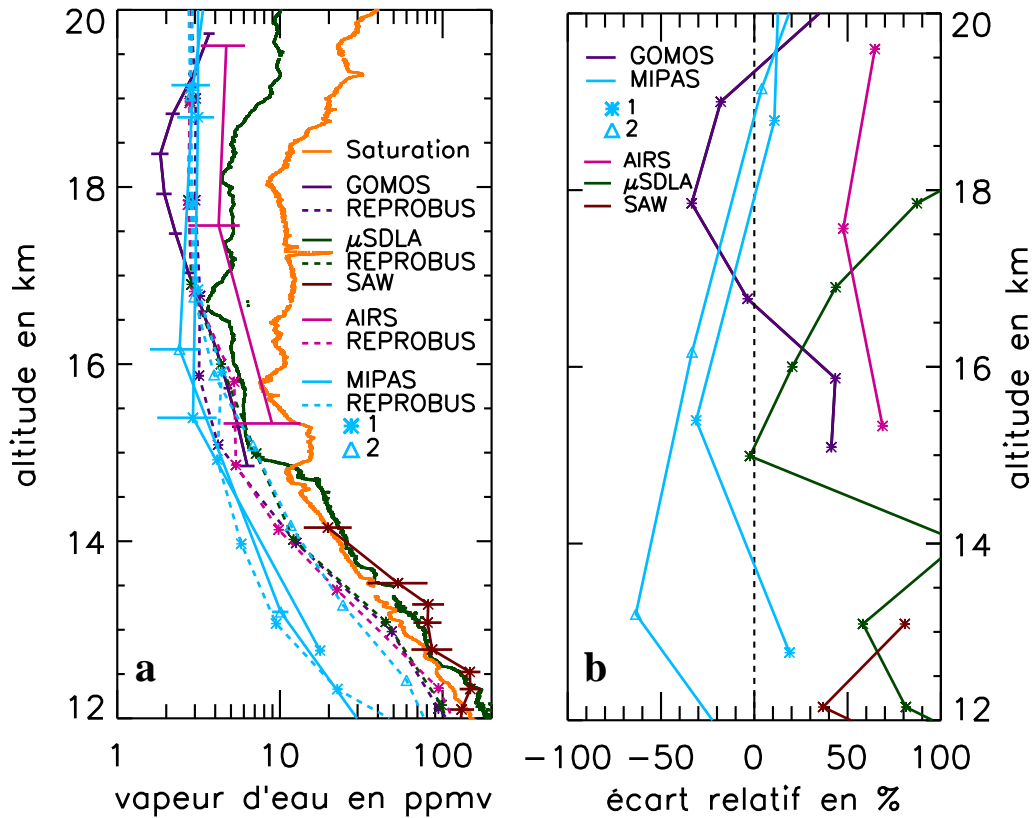 20
18
16
14
12
altitude en km
Saturation
GOMOS
REPROBUS
μSDLA
REPROBUS
SAW
AIRS
REPROBUS
MIPAS
REPROBUS
1
2
a
1
10
100
vapeur d'eau en ppmv
GOMOS
MIPAS
1
2
AIRS
μSDLA
SAW
b
20
18
16
14
12
altitude en km
−100
−50
0
50
100
écart relatif en %